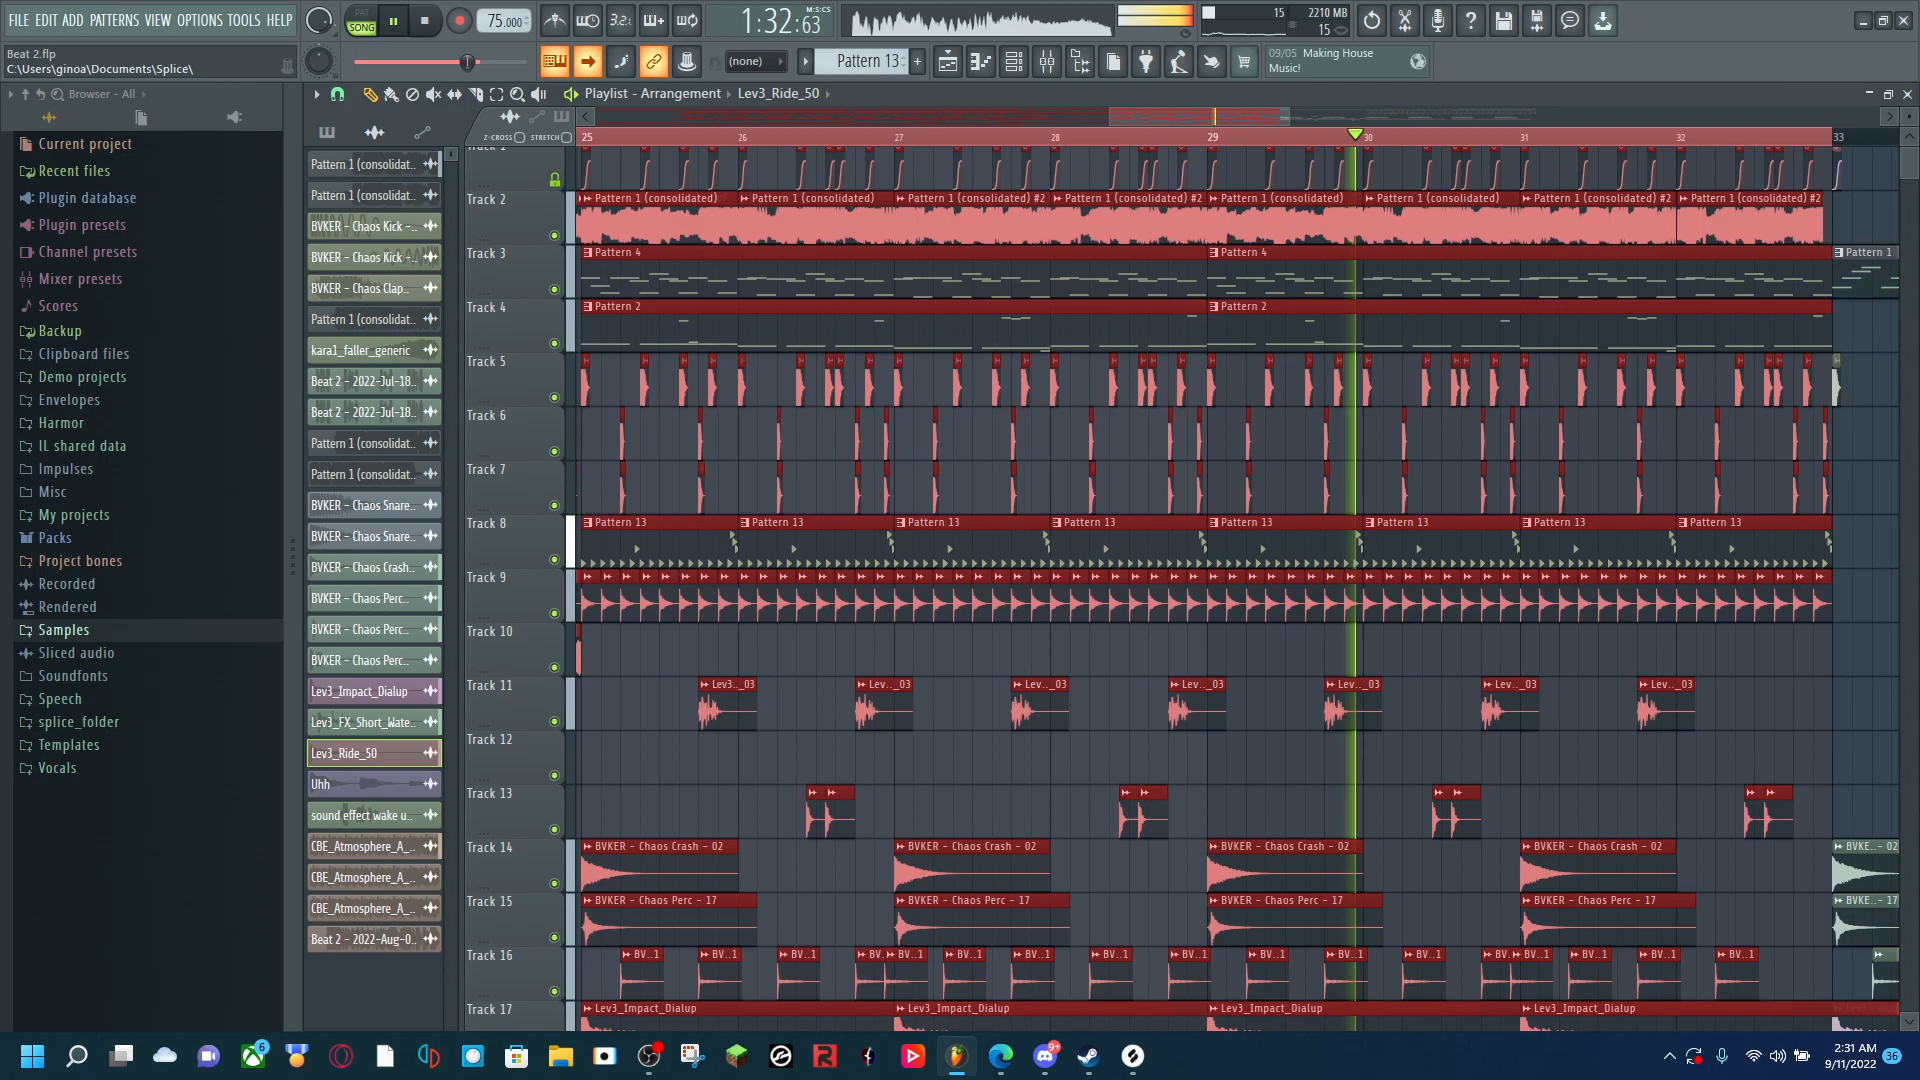 FILE EDIT ADD PATTERNS VIEW OPTIONS TOOLS HELP
PAT
SONG
75.000
3.2
M:S:CS
1:32:63
15
2210 MB
15
Beat 2.flp
C:\Users\ginoa\Documents\Splice\
(none)
Pattern 13
+
09/05 Making House
Music!
Browser - All
Playlist - Arrangement › Lev3_Ride_50 ›
Z-CROSS STRETCH
25 26 27 28 29 30 31 32 33
Current project
Recent files
Plugin database
Plugin presets
Channel presets
Mixer presets
Scores
Backup
Clipboard files
Demo projects
Envelopes
Harmor
IL shared data
Impulses
Misc
My projects
Packs
Project bones
Recorded
Rendered
Samples
Sliced audio
Soundfonts
Speech
splice_folder
Templates
Vocals
Pattern 1 (consolidat..
Pattern 1 (consolidat..
BVKER - Chaos Kick -..
BVKER - Chaos Kick -..
BVKER - Chaos Clap..
Pattern 1 (consolidat..
kara1_faller_generic
Beat 2 - 2022-Jul-18..
Beat 2 - 2022-Jul-18..
Pattern 1 (consolidat..
Pattern 1 (consolidat..
BVKER - Chaos Snare..
BVKER - Chaos Snare..
BVKER - Chaos Crash..
BVKER - Chaos Perc..
BVKER - Chaos Perc..
BVKER - Chaos Perc..
Lev3_Impact_Dialup
Lev3_FX_Short_Wate..
Lev3_Ride_50
Uhh
sound effect wake u..
CBE_Atmosphere_A_..
CBE_Atmosphere_A_..
CBE_Atmosphere_A_..
Beat 2 - 2022-Aug-0..
Track 1
Track 2
Pattern 1 (consolidated) Pattern 1 (consolidated) Pattern 1 (consolidated) #2 Pattern 1 (consolidated) #2 Pattern 1 (consolidated) Pattern 1 (consolidated) Pattern 1 (consolidated) #2 Pattern 1 (consolidated) #2
Track 3
Pattern 4 Pattern 4 Pattern 1
Track 4
Pattern 2 Pattern 2
Track 5
Track 6
Track 7
Track 8
Pattern 13 Pattern 13 Pattern 13 Pattern 13 Pattern 13 Pattern 13 Pattern 13 Pattern 13
Track 9
Track 10
Track 11
Lev3.._03 Lev.._03 Lev.._03 Lev.._03 Lev.._03 Lev.._03 Lev.._03
Track 12
Track 13
Track 14
BVKER - Chaos Crash - 02 BVKER - Chaos Crash - 02 BVKER - Chaos Crash - 02 BVKER - Chaos Crash - 02 BVKE..- 02
Track 15
BVKER - Chaos Perc - 17 BVKER - Chaos Perc - 17 BVKER - Chaos Perc - 17 BVKER - Chaos Perc - 17 BVKE..- 17
Track 16
BV..1 BV..1 BV..1 BV. BV..1 BV..1 BV..1 BV..1 BV..1 BV..1 BV..1 BV..1 BV. BV..1 BV..1 BV..1 BV..1
Track 17
Lev3_Impact_Dialup Lev3_Impact_Dialup Lev3_Impact_Dialup Lev3_Impact_Dialup
6
9+
2:31 AM
9/11/2022
36